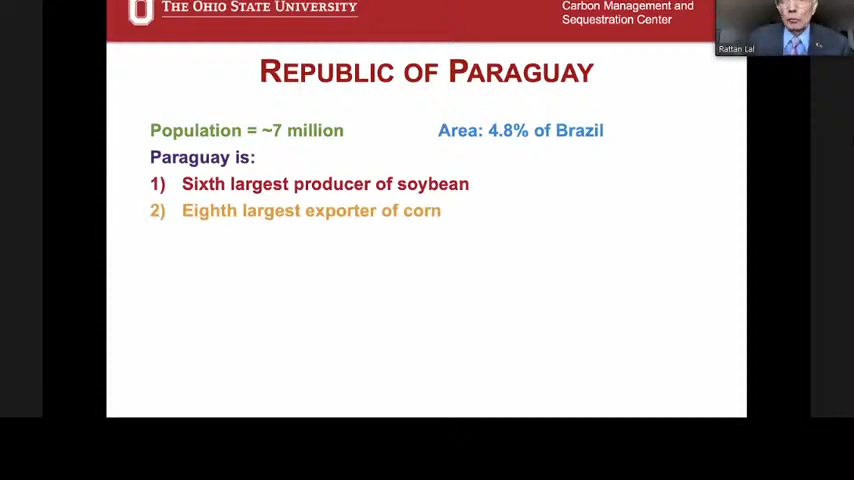 THE OHIO STATE UNIVERSITY
Carbon Management and
Sequestration Center
Rattan Lal
REPUBLIC OF PARAGUAY
Population = ~7 million
Area: 4.8% of Brazil
Paraguay is:
1) Sixth largest producer of soybean
2) Eighth largest exporter of corn